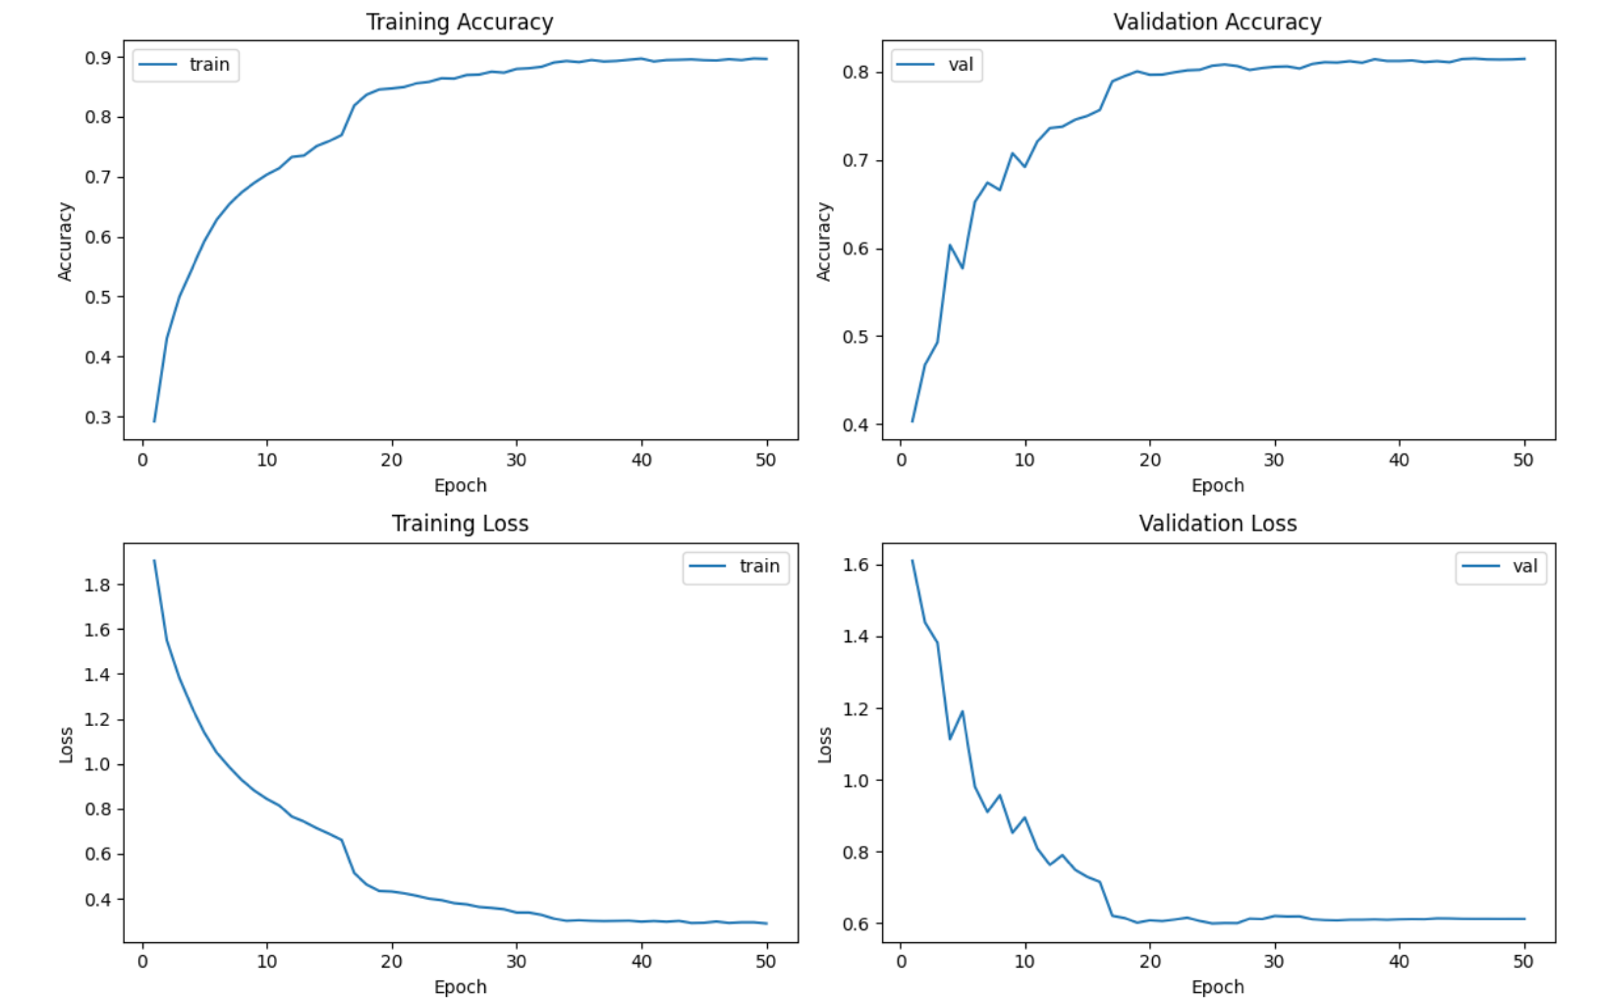 Training Accuracy
train
0.9
0.8
0.7
0.6
0.5
0.4
0.3
Accuracy
0 10 20 30 40 50
Epoch
Validation Accuracy
val
0.8
0.7
0.6
0.5
0.4
Accuracy
0 10 20 30 40 50
Epoch
Training Loss
train
1.8
1.6
1.4
1.2
1.0
0.8
0.6
0.4
Loss
0 10 20 30 40 50
Epoch
Validation Loss
val
1.6
1.4
1.2
1.0
0.8
0.6
Loss
0 10 20 30 40 50
Epoch